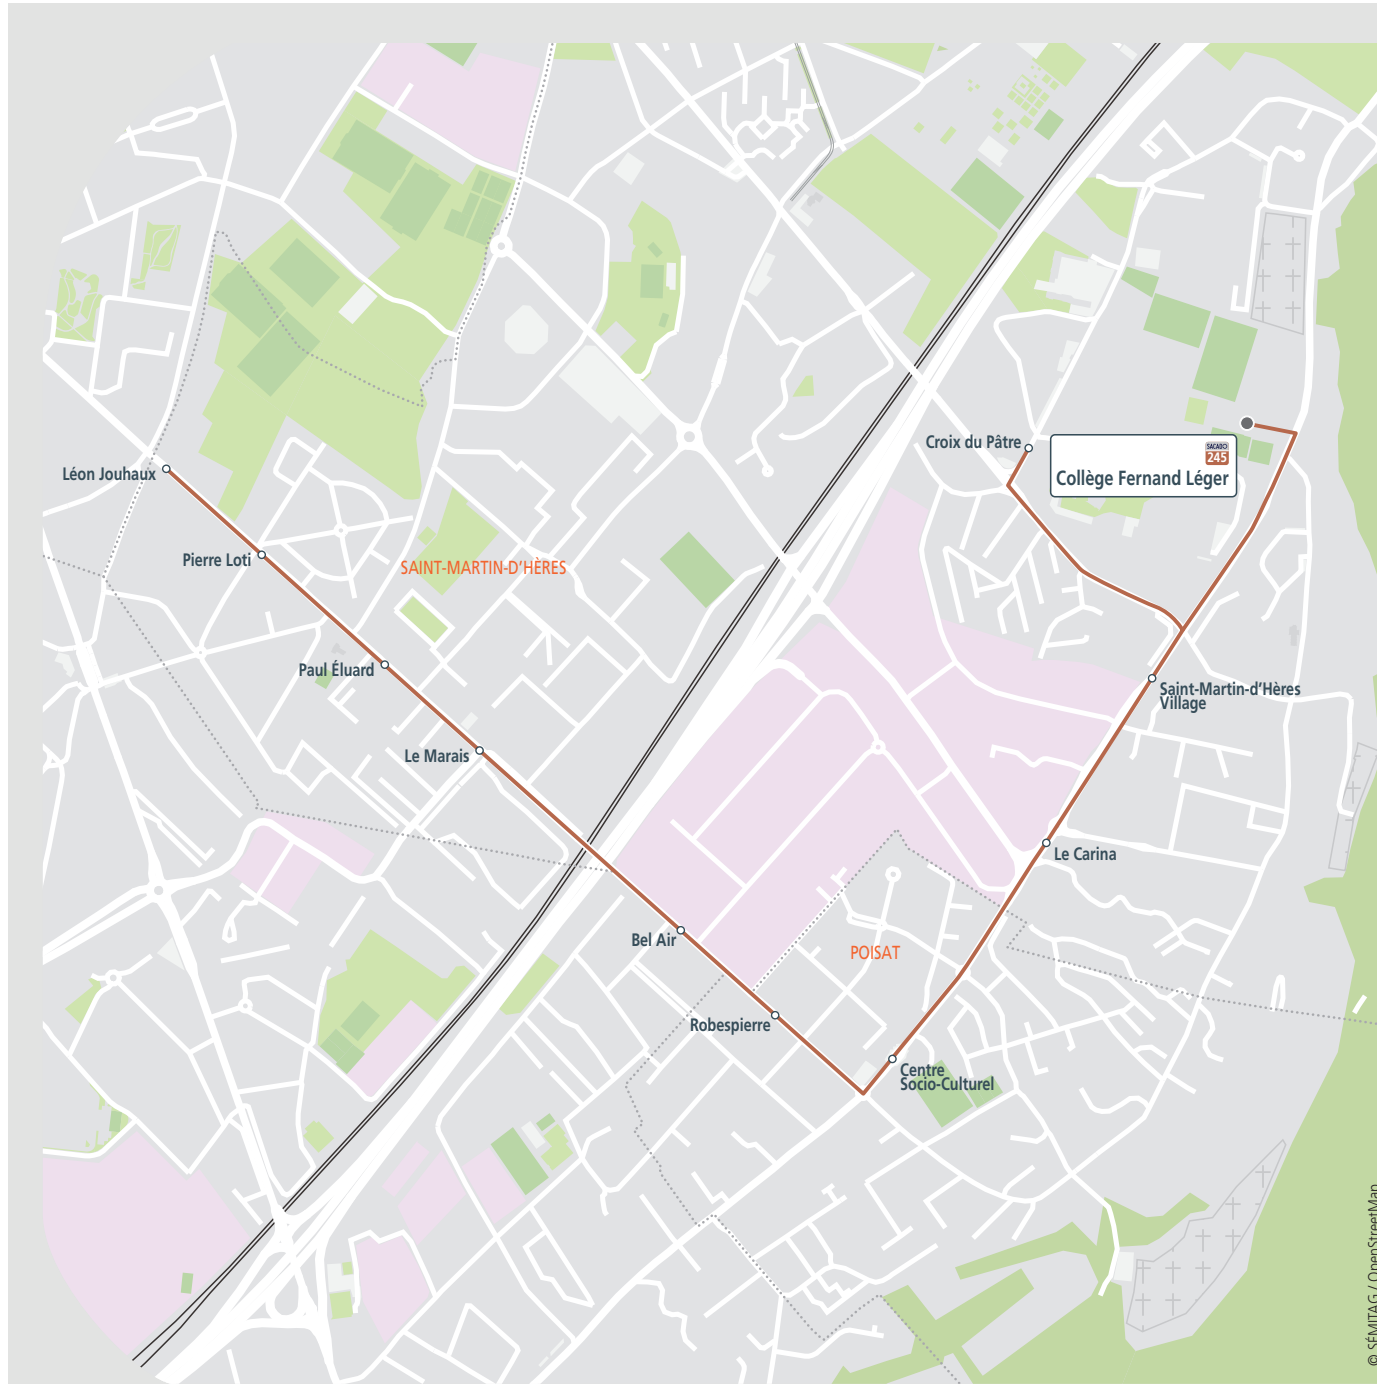 Croix du Pâtre
SACADO
245
Collège Fernand Léger
Léon Jouhaux
Pierre Loti
SAINT-MARTIN-D'HÈRES
Paul Éluard
Saint-Martin-d'Hères
Village
Le Marais
Le Carina
Bel Air
POISAT
Robespierre
Centre
Socio-Culturel
© SÉMITAG / OpenStreetMap